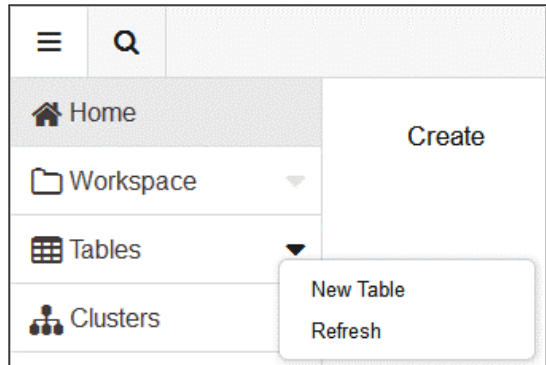 Home
Create
Workspace
Tables
New Table
Clusters
Refresh